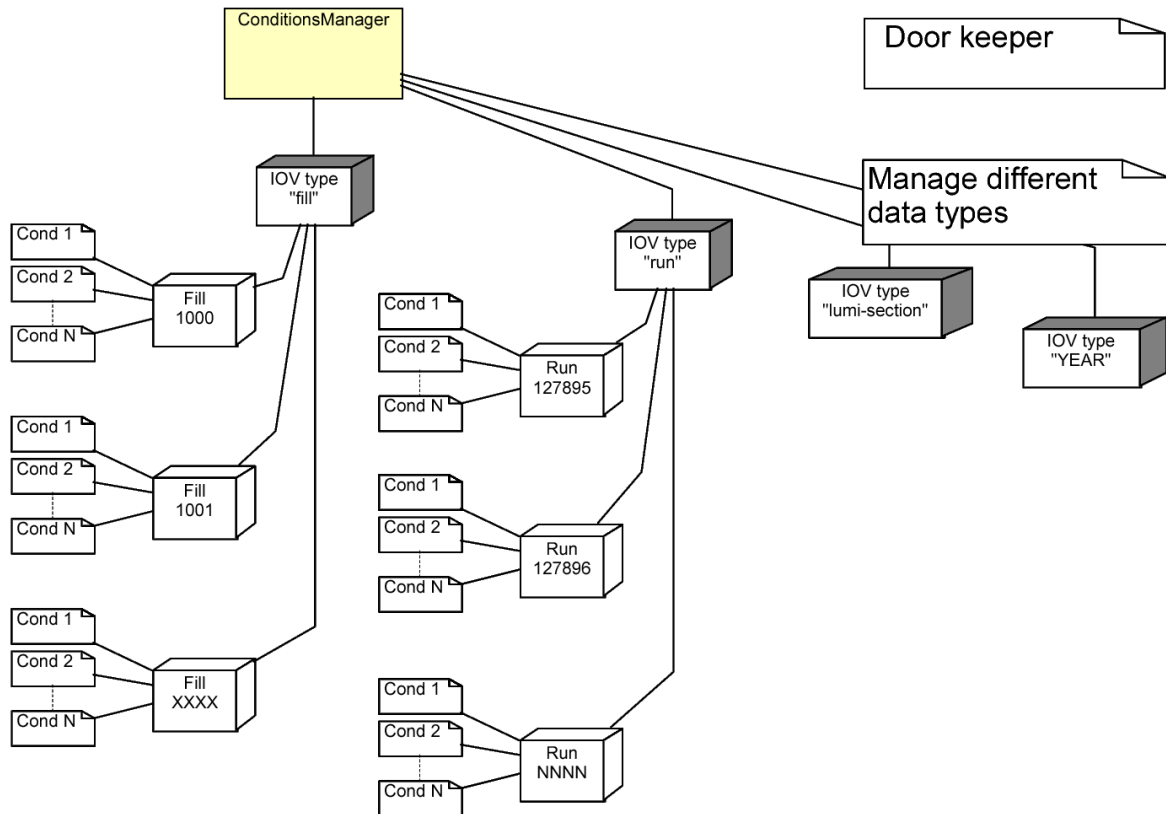 ConditionsManager
Door keeper
IOV type
"fill"
Manage different
data types
IOV type
"run"
IOV type
"lumi-section"
IOV type
"YEAR"
Cond 1
Cond 2
Cond N
Fill
1000
Cond 1
Cond 2
Cond N
Fill
1001
Cond 1
Cond 2
Cond N
Fill
XXXX
Cond 1
Cond 2
Cond N
Run
127895
Cond 1
Cond 2
Cond N
Run
127896
Cond 1
Cond 2
Cond N
Run
NNNN